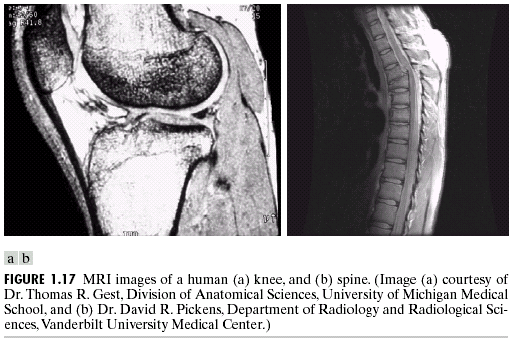 a b
FIGURE 1.17 MRI images of a human (a) knee, and (b) spine. (Image (a) courtesy of
Dr. Thomas R. Gest, Division of Anatomical Sciences, University of Michigan Medical
School, and (b) Dr. David R. Pickens, Department of Radiology and Radiological Sci-
ences, Vanderbilt University Medical Center.)